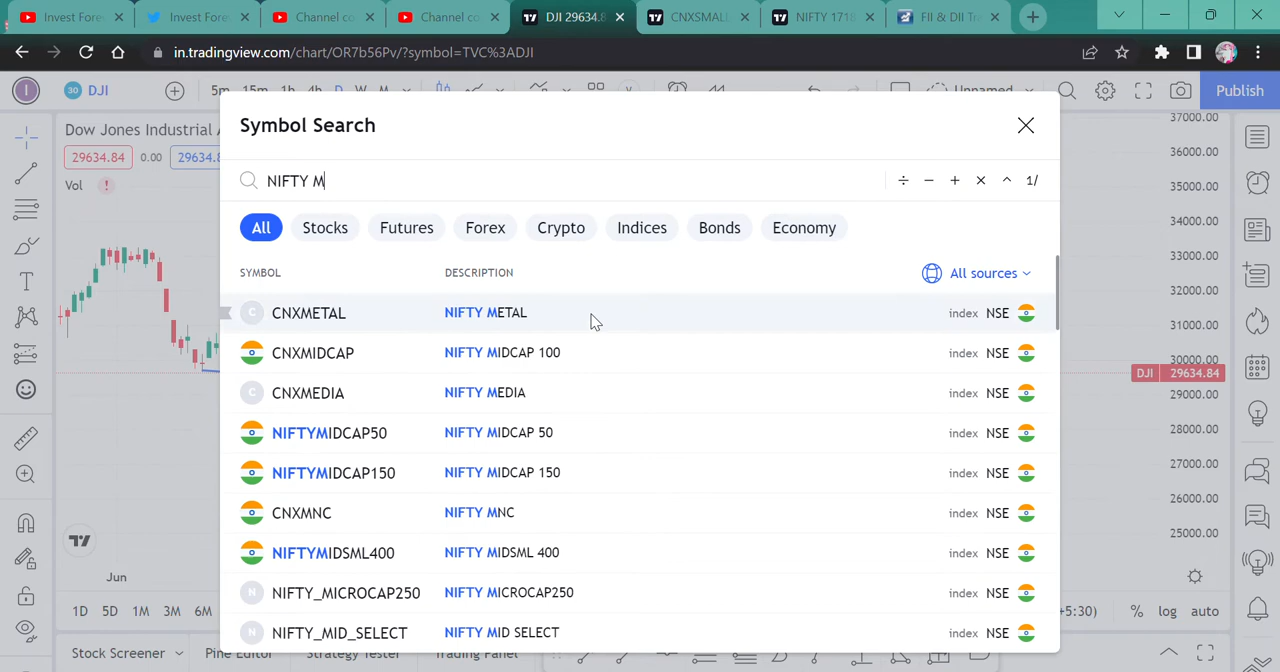 Invest Fore
Invest Fore
Channel co
Channel co
DJI 29634.8
CNXSMALL
NIFTY 1718
FII & DII Tra
in.tradingview.com/chart/OR7b56Pv/?symbol=TVC%3ADJI
I 30 DJI 5m 15m 1h 4h D W M Unnamed Publish
Dow Jones Industrial A
29634.84 0.00 29634.8
Vol !
Symbol Search
NIFTY M
÷ − + × ^ 1/
All Stocks Futures Forex Crypto Indices Bonds Economy
SYMBOL DESCRIPTION All sources
C CNXMETAL NIFTY METAL index NSE
CNXMIDCAP NIFTY MIDCAP 100 index NSE
C CNXMEDIA NIFTY MEDIA index NSE
NIFTYMIDCAP50 NIFTY MIDCAP 50 index NSE
NIFTYMIDCAP150 NIFTY MIDCAP 150 index NSE
CNXMNC NIFTY MNC index NSE
NIFTYMIDSML400 NIFTY MIDSML 400 index NSE
N NIFTY_MICROCAP250 NIFTY MICROCAP250 index NSE
N NIFTY_MID_SELECT NIFTY MID SELECT index NSE
37000.00
36000.00
35000.00
34000.00
33000.00
32000.00
31000.00
30000.00
DJI 29634.84
29000.00
28000.00
27000.00
26000.00
25000.00
Jun
1D 5D 1M 3M 6M +5:30) % log auto
Stock Screener Pine Editor Strategy Tester Trading Panel